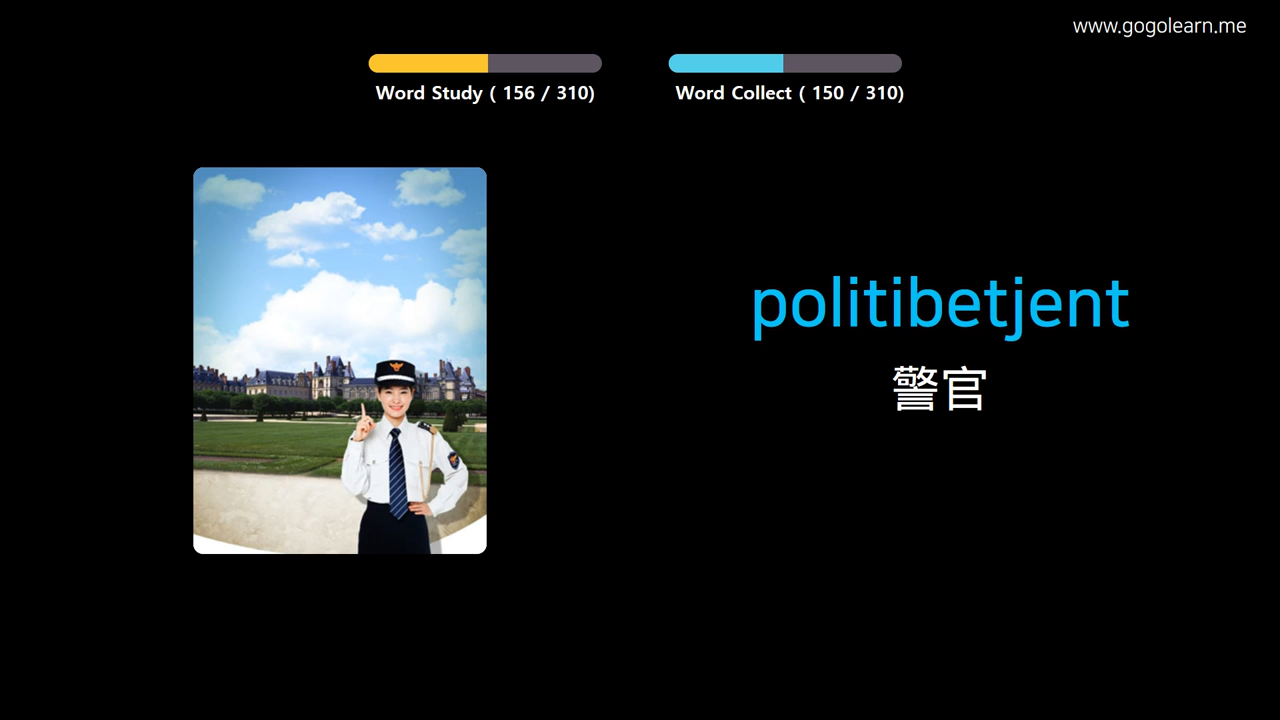 www.gogolearn.me
Word Study ( 156 / 310)
Word Collect ( 150 / 310)
politibetjent
警官